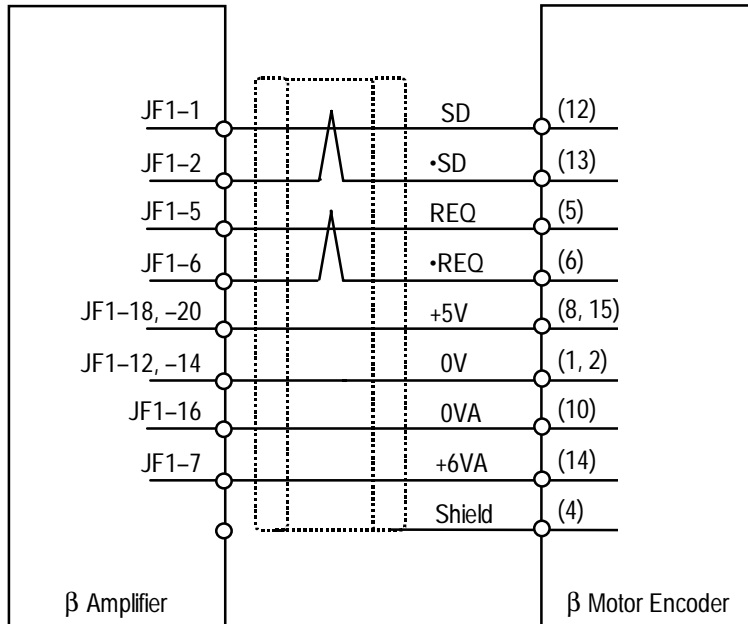 JF1–1 SD (12)
JF1–2 •SD (13)
JF1–5 REQ (5)
JF1–6 •REQ (6)
JF1–18, –20 +5V (8, 15)
JF1–12, –14 0V (1, 2)
JF1–16 0VA (10)
JF1–7 +6VA (14)
Shield (4)
β Amplifier β Motor Encoder